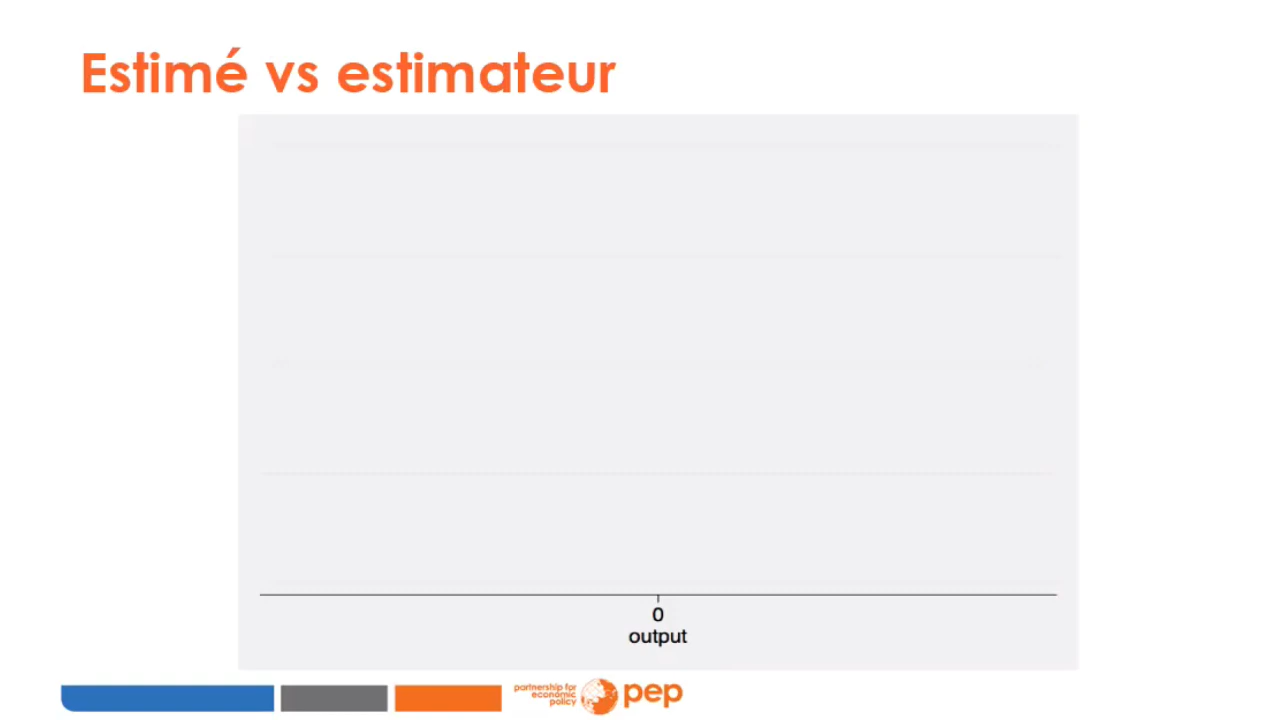 Estimé vs estimateur
0
output
partnership for
economic
policy
pep